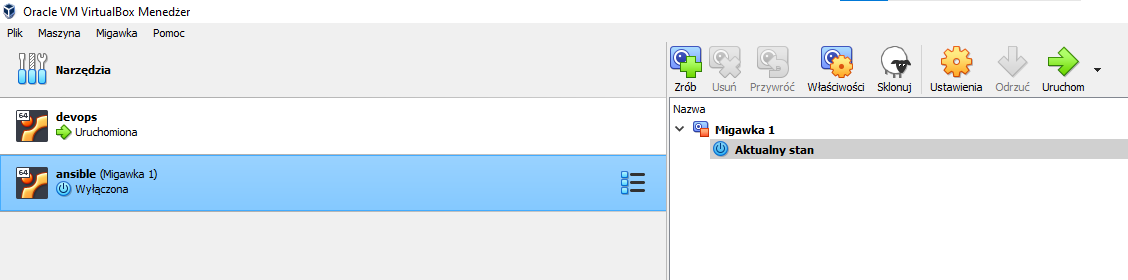 Oracle VM VirtualBox Menedżer
Plik Maszyna Migawka Pomoc
Narzędzia
Zrób Usuń Przywróć Właściwości Sklonuj Ustawienia Odrzuć Uruchom
64
devops
Uruchomiona
64
ansible (Migawka 1)
Wyłączona
Nazwa
Migawka 1
Aktualny stan